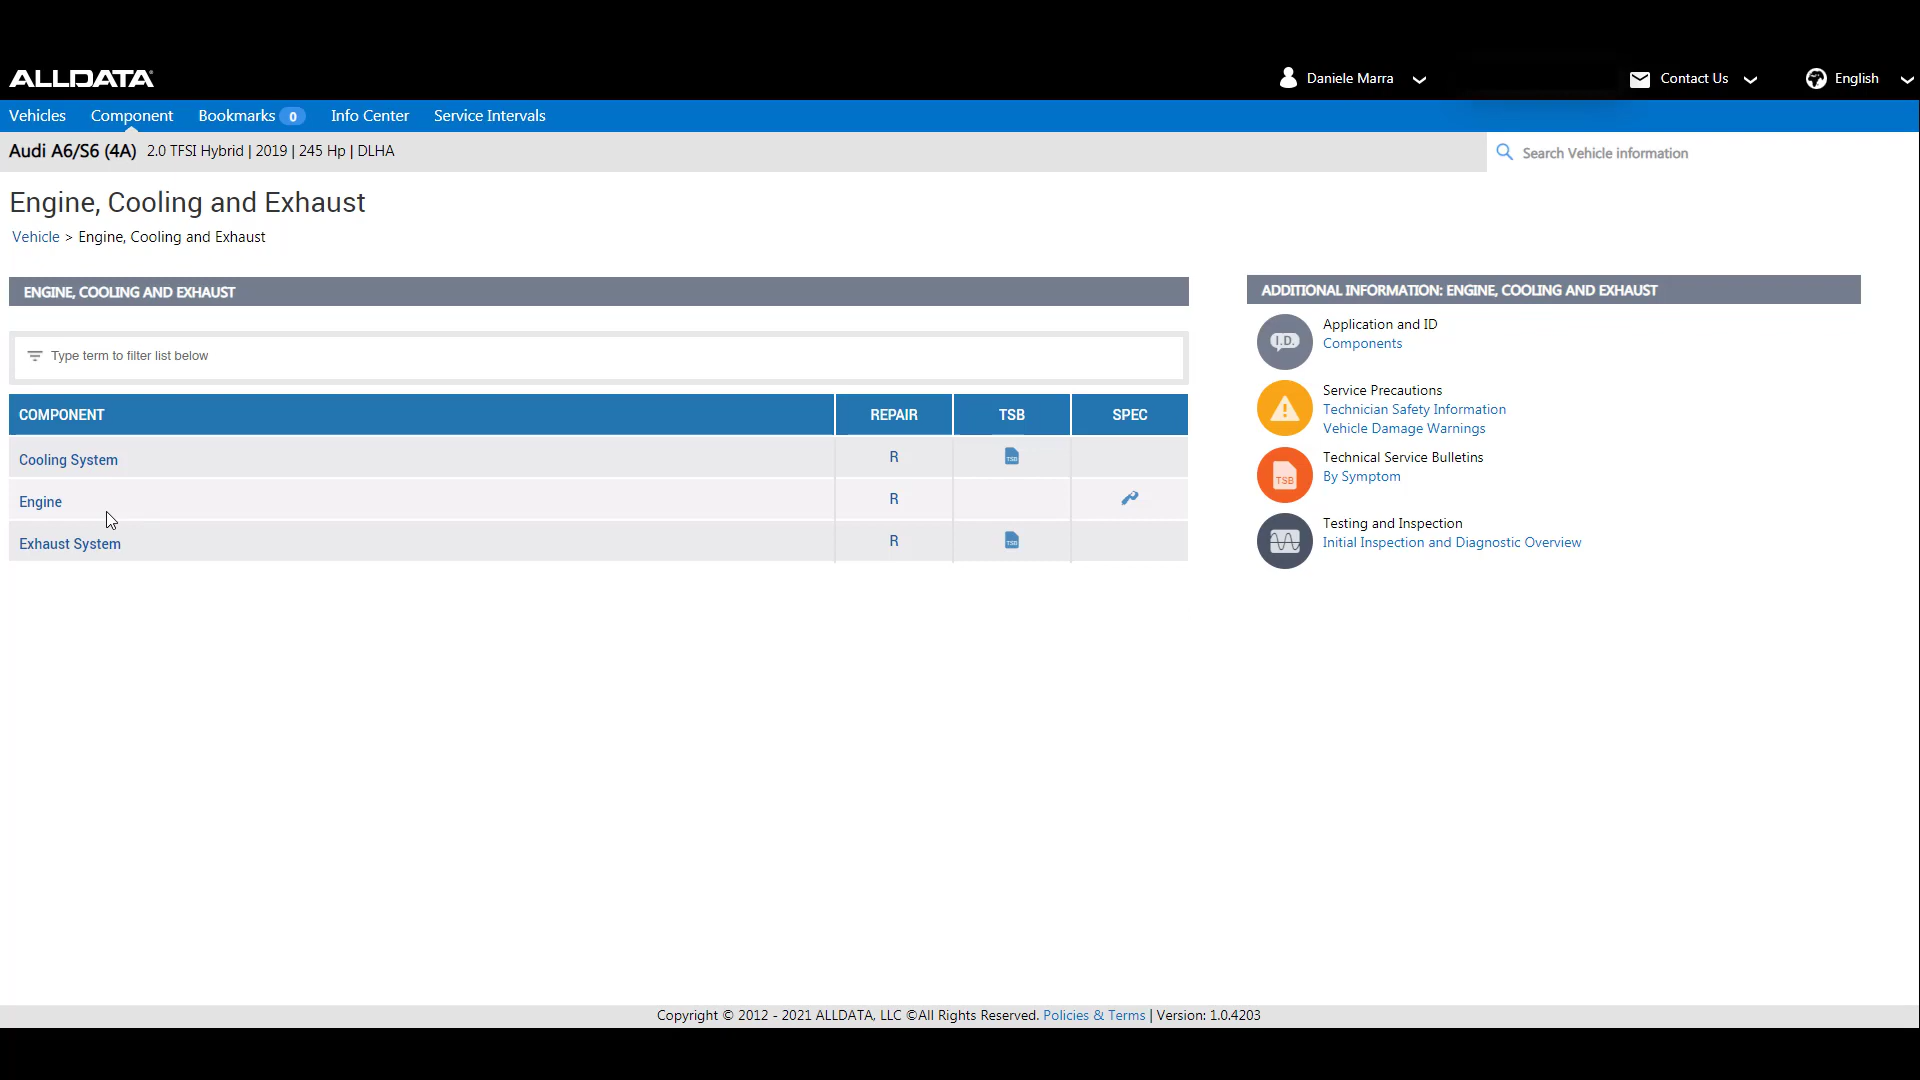 ALLDATA
Daniele Marra
Contact Us
English
Vehicles Component Bookmarks 0 Info Center Service Intervals
Audi A6/S6 (4A) 2.0 TFSI Hybrid | 2019 | 245 Hp | DLHA
Search Vehicle information
Engine, Cooling and Exhaust
Vehicle > Engine, Cooling and Exhaust
ENGINE, COOLING AND EXHAUST
Type term to filter list below
COMPONENT REPAIR TSB SPEC
Cooling System R TSB
Engine R
Exhaust System R TSB
ADDITIONAL INFORMATION: ENGINE, COOLING AND EXHAUST
I.D.
Application and ID
Components
Service Precautions
Technician Safety Information
Vehicle Damage Warnings
TSB
Technical Service Bulletins
By Symptom
Testing and Inspection
Initial Inspection and Diagnostic Overview
Copyright © 2012 - 2021 ALLDATA, LLC ©All Rights Reserved. Policies & Terms | Version: 1.0.4203